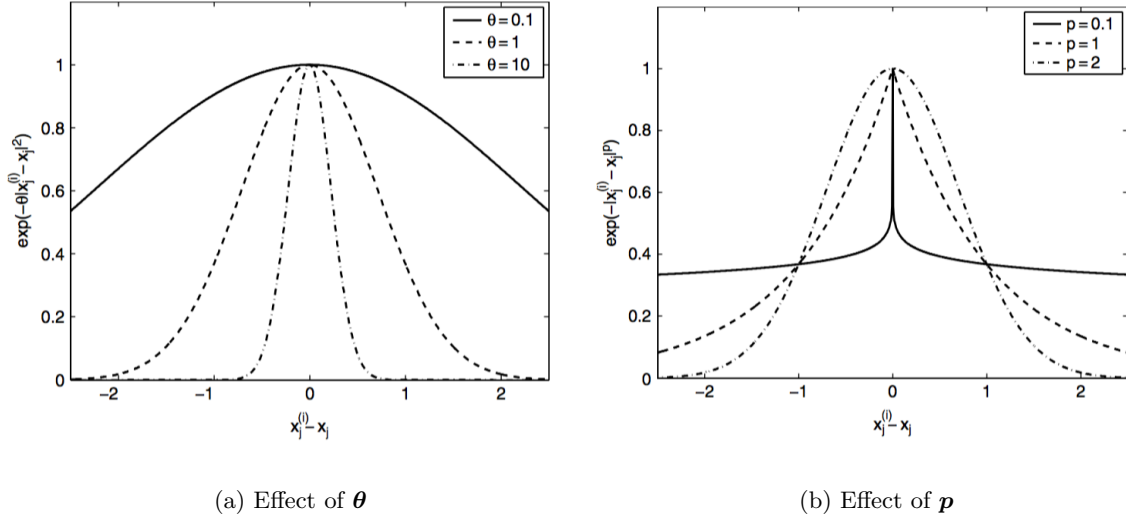 θ=0.1
θ=1
θ=10
exp(−θ|x_j^(i)−x_j|^2)
1
0.8
0.6
0.4
0.2
0
−2
−1
0
1
2
x_j^(i)−x_j
(a) Effect of θ
p=0.1
p=1
p=2
exp(−|x_j^(i)−x_j|^p)
1
0.8
0.6
0.4
0.2
0
−2
−1
0
1
2
x_j^(i)−x_j
(b) Effect of p